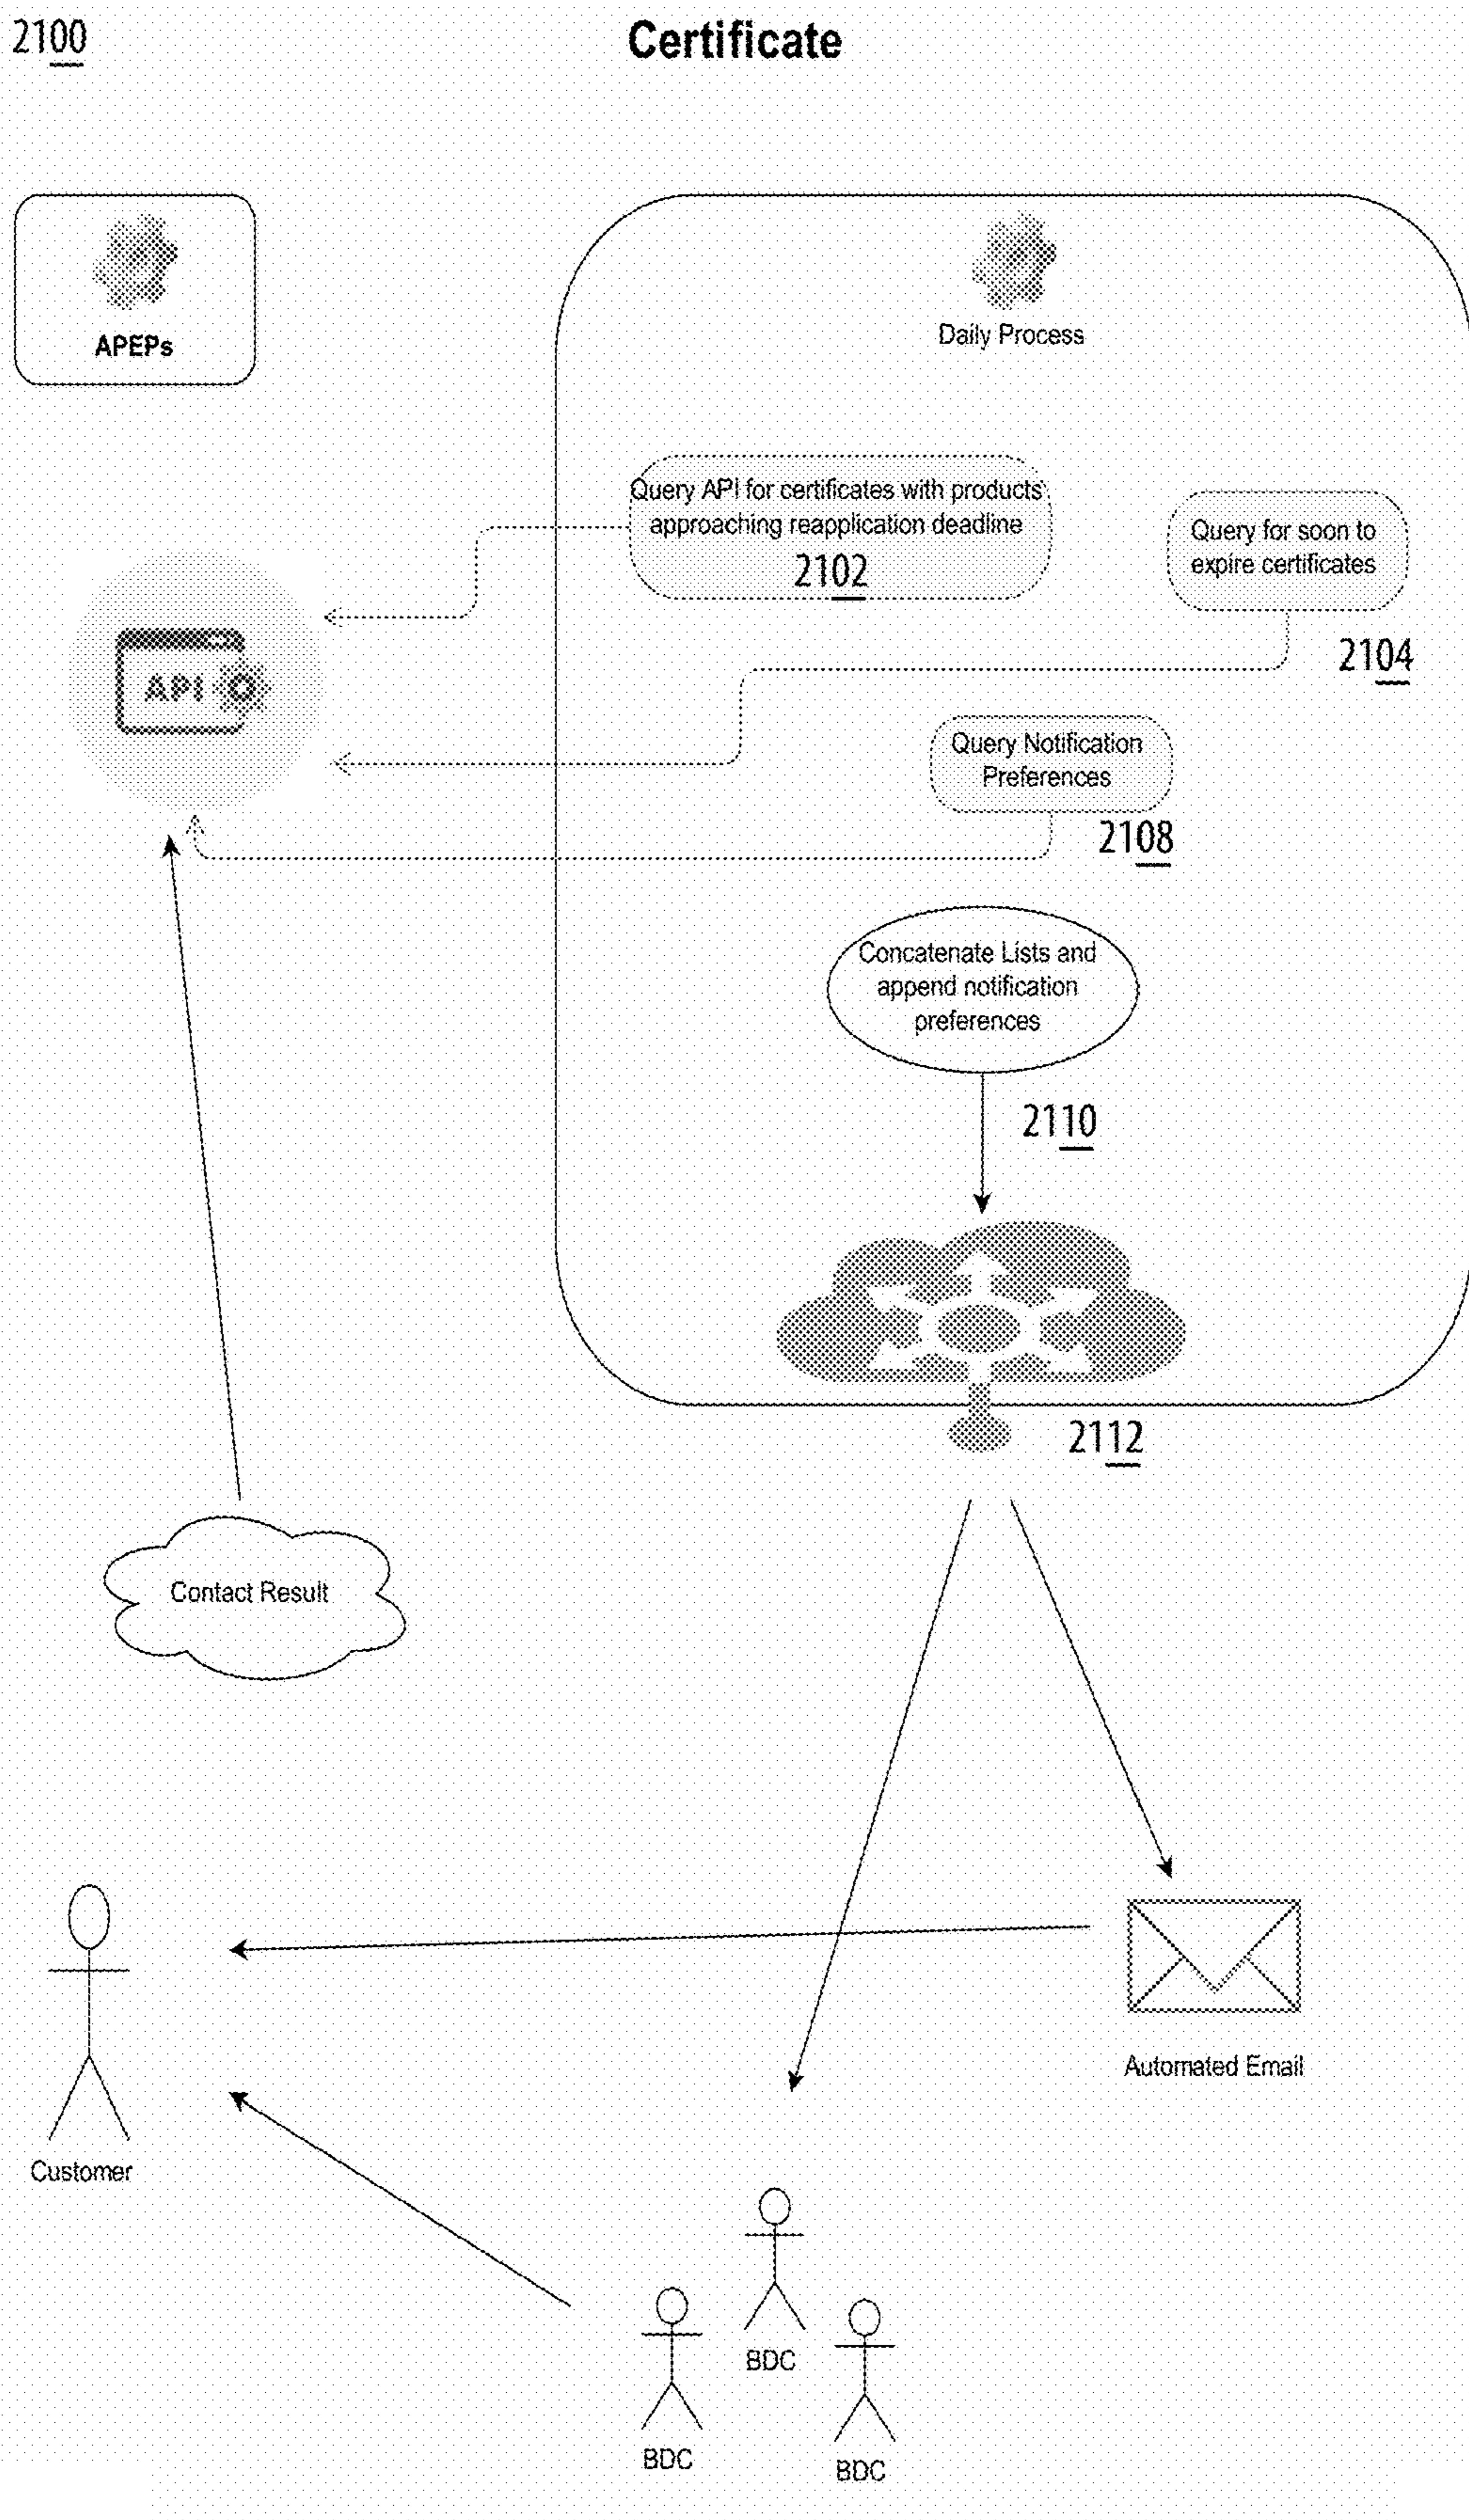 2100
Certificate
APEPs
Daily Process
Query API for certificates with products
approaching reapplication deadline
2102
Query for soon to
expire certificates
2104
API
Query Notification
Preferences
2108
Concatenate Lists and
append notification
preferences
2110
2112
Contact Result
Automated Email
Customer
BDC
BDC
BDC